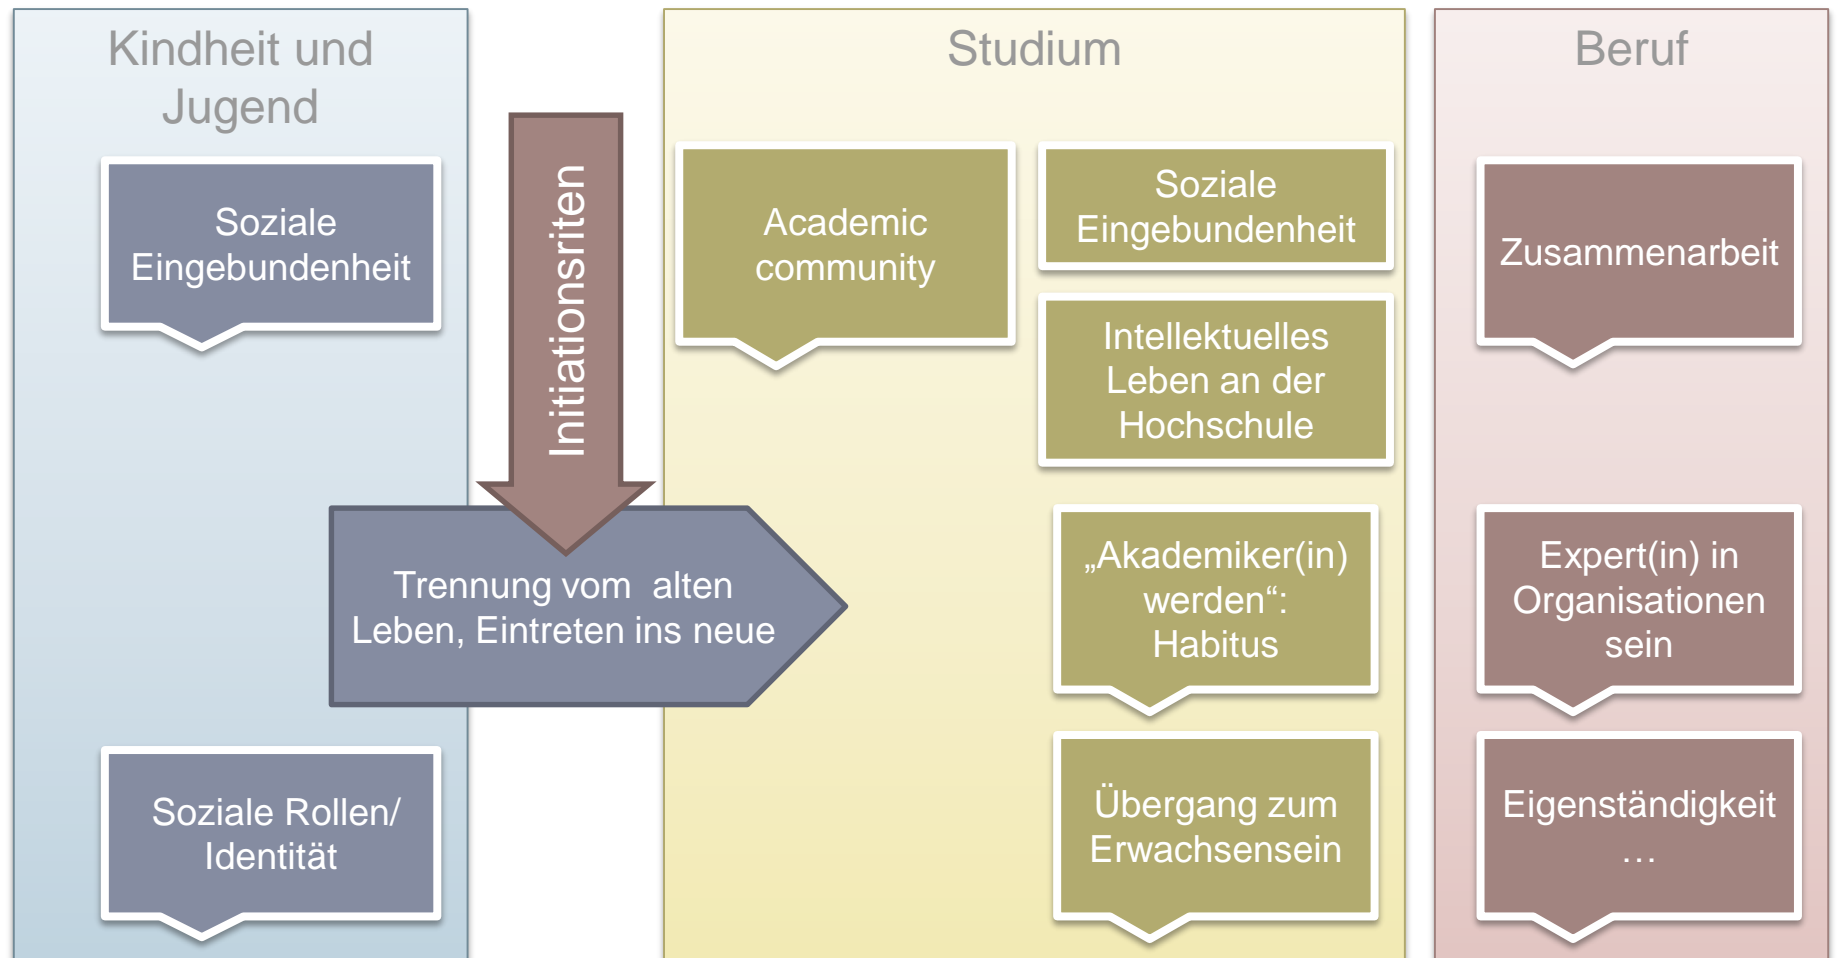 Kindheit und
Jugend
Soziale
Eingebundenheit
Soziale Rollen/
Identität
Initiationsriten
Trennung vom  alten
Leben, Eintreten ins neue
Studium
Academic
community
Soziale
Eingebundenheit
Intellektuelles
Leben an der
Hochschule
„Akademiker(in)
werden“:
Habitus
Übergang zum
Erwachsensein
Beruf
Zusammenarbeit
Expert(in) in
Organisationen
sein
Eigenständigkeit
…